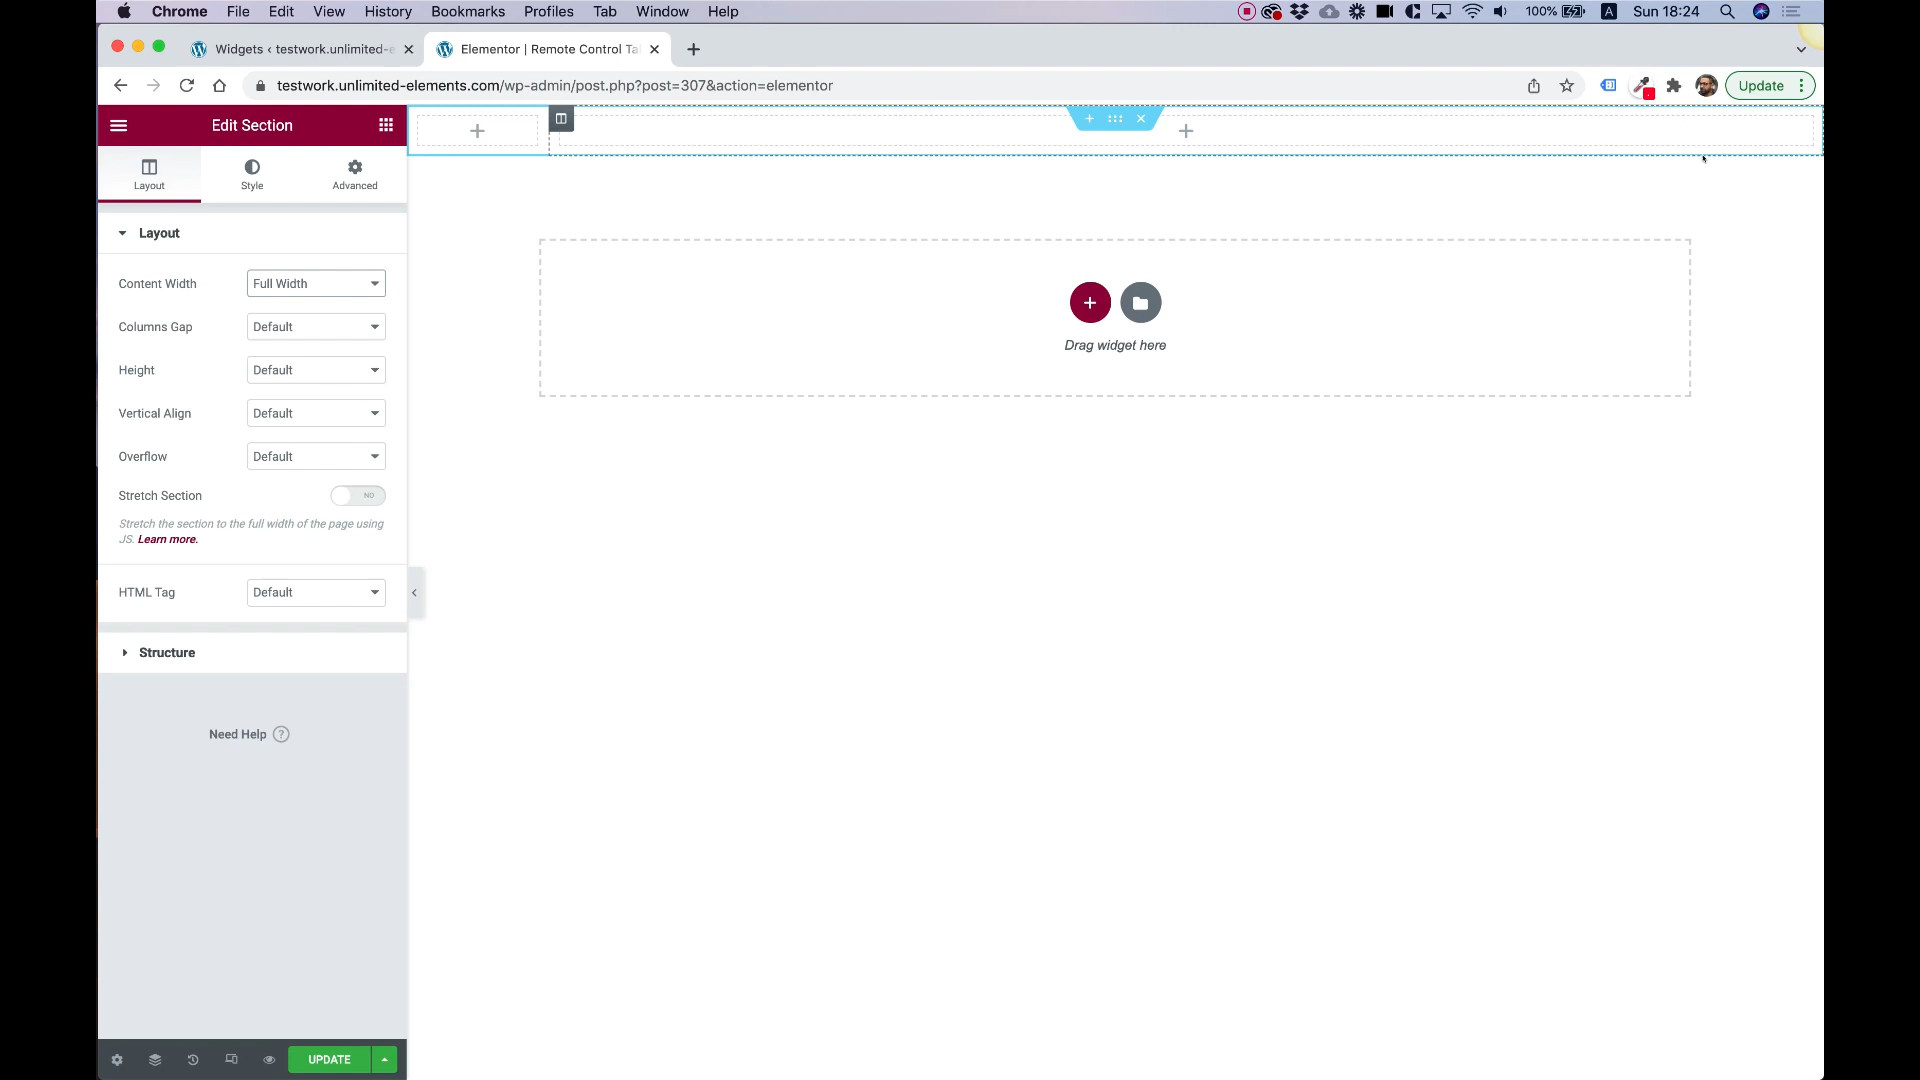 Chrome File Edit View History Bookmarks Profiles Tab Window Help 100% A Sun 18:24
Widgets ‹ testwork.unlimited-e
Elementor | Remote Control Ta
testwork.unlimited-elements.com/wp-admin/post.php?post=307&action=elementor
Update
Edit Section
Layout
Style
Advanced
Layout
Content Width
Full Width
Columns Gap
Default
Height
Default
Vertical Align
Default
Overflow
Default
Stretch Section
NO
Stretch the section to the full width of the page using
JS. Learn more.
HTML Tag
Default
Structure
Need Help ?
UPDATE
Drag widget here